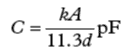 C = kA / 11.3d pF